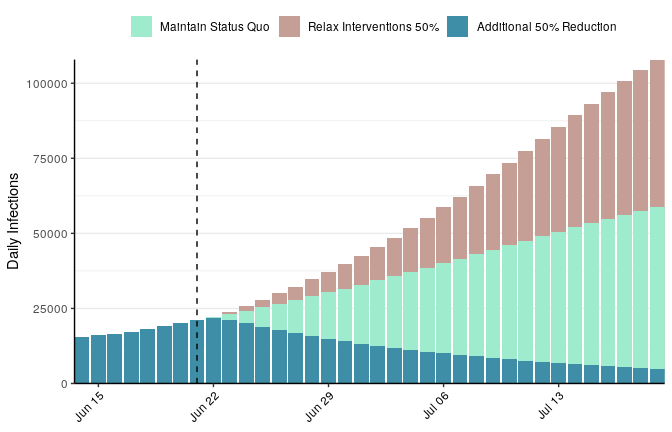 Maintain Status Quo Relax Interventions 50% Additional 50% Reduction
Daily Infections
100000
75000
50000
25000
0
Jun 15 Jun 22 Jun 29 Jul 06 Jul 13